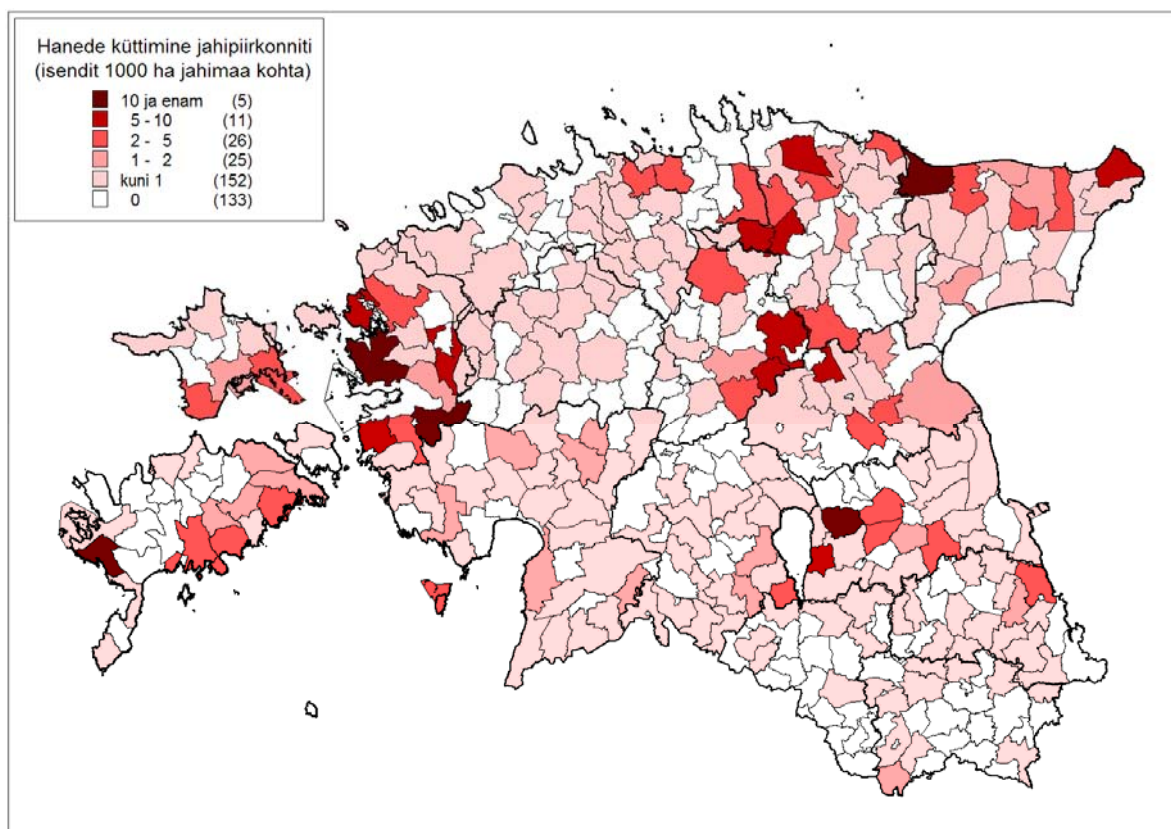 Hanede küttimine jahipiirkonniti
(isendit 1000 ha jahimaa kohta)
10 ja enam (5)
5 - 10 (11)
2 - 5 (26)
1 - 2 (25)
kuni 1 (152)
0 (133)